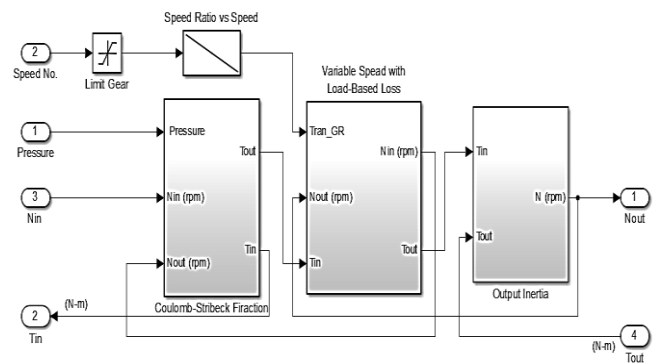 Speed Ratio vs Speed
2
Speed No.
Limit Gear
Variable Spead with
Load-Based Loss
1
Pressure
Pressure
Tout
Tran_GR
Nin (rpm)
Tin
3
Nin
Nin (rpm)
Nout (rpm)
N (rpm)
1
Nout
Tin
Nout (rpm)
Tin
Tout
Tout
Output Inertia
(N-m)
Coulomb-Stribeck Firaction
2
Tin
4
(N-m)
Tout